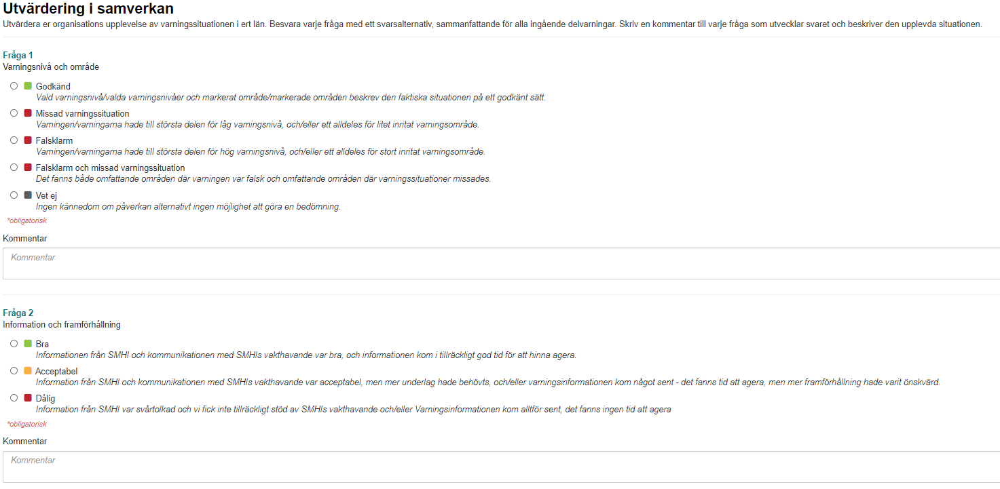 Utvärdering i samverkan
Utvärdera er organisations upplevelse av varningssituationen i ert län. Besvara varje fråga med ett svarsalternativ, sammanfattande för alla ingående delvarningar. Skriv en kommentar till varje fråga som utvecklar svaret och beskriver den upplevda situationen.
Fråga 1
Varningsnivå och område
Godkänd
Vald varningsnivå/valda varningsnivåer och markerat område/markerade områden beskrev den faktiska situationen på ett godkänt sätt.
Missad varningssituation
Varningen/varningarna hade till största delen för låg varningsnivå, och/eller ett alldeles för litet inritat varningsområde.
Falsklarm
Varningen/varningarna hade till största delen för hög varningsnivå, och/eller ett alldeles för stort inritat varningsområde.
Falsklarm och missad varningssituation
Det fanns både omfattande områden där varningen var falsk och omfattande områden där varningssituationer missades.
Vet ej
Ingen kännedom om påverkan alternativt ingen möjlighet att göra en bedömning.
*obligatorisk
Kommentar
Kommentar
Fråga 2
Information och framförhållning
Bra
Informationen från SMHI och kommunikationen med SMHIs vakthavande var bra, och informationen kom i tillräckligt god tid för att hinna agera.
Acceptabel
Information från SMHI och kommunikationen med SMHIs vakthavande var acceptabel, men mer underlag hade behövts, och/eller varningsinformationen kom något sent - det fanns tid att agera, men mer framförhållning hade varit önskvärd.
Dålig
Information från SMHI var svårtolkad och vi fick inte tillräckligt stöd av SMHIs vakthavande och/eller Varningsinformationen kom alltför sent, det fanns ingen tid att agera
*obligatorisk
Kommentar
Kommentar